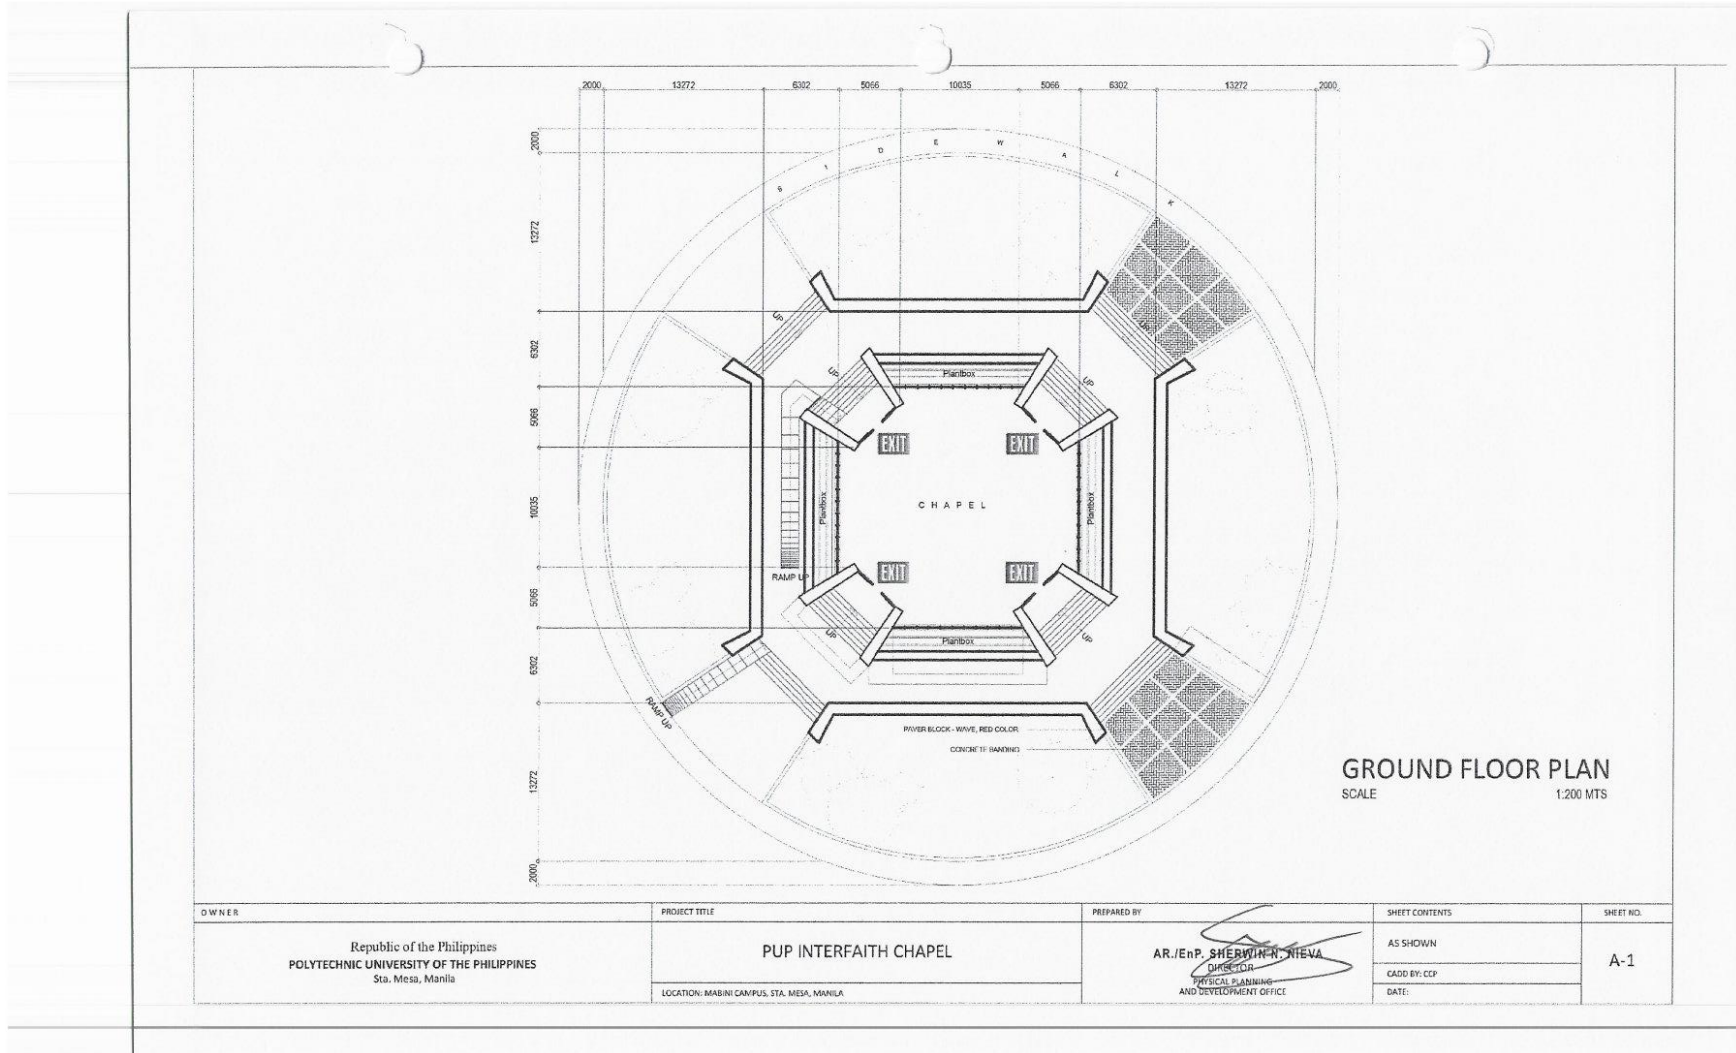 2000 13272 6302 5066 10035 5066 6302 13272 2000
2000
13272
6302
5066
10035
5066
6302
13272
2000
SIDEWALK
UP
UP
UP
UP
Plantbox
EXIT EXIT
CHAPEL
Plantbox
Plantbox
EXIT EXIT
RAMP UP
UP
UP
Plantbox
RAMP UP
PAVER BLOCK - WAVE, RED COLOR
CONCRETE BANDING
GROUND FLOOR PLAN
SCALE 1:200 MTS
OWNER
Republic of the Philippines
POLYTECHNIC UNIVERSITY OF THE PHILIPPINES
Sta. Mesa, Manila
PROJECT TITLE
PUP INTERFAITH CHAPEL
LOCATION: MABINI CAMPUS, STA. MESA, MANILA
PREPARED BY
AR./EnP. SHERWIN N. NIEVA
DIRECTOR
PHYSICAL PLANNING
AND DEVELOPMENT OFFICE
SHEET CONTENTS
AS SHOWN
CADD BY: CCP
DATE:
SHEET NO.
A-1